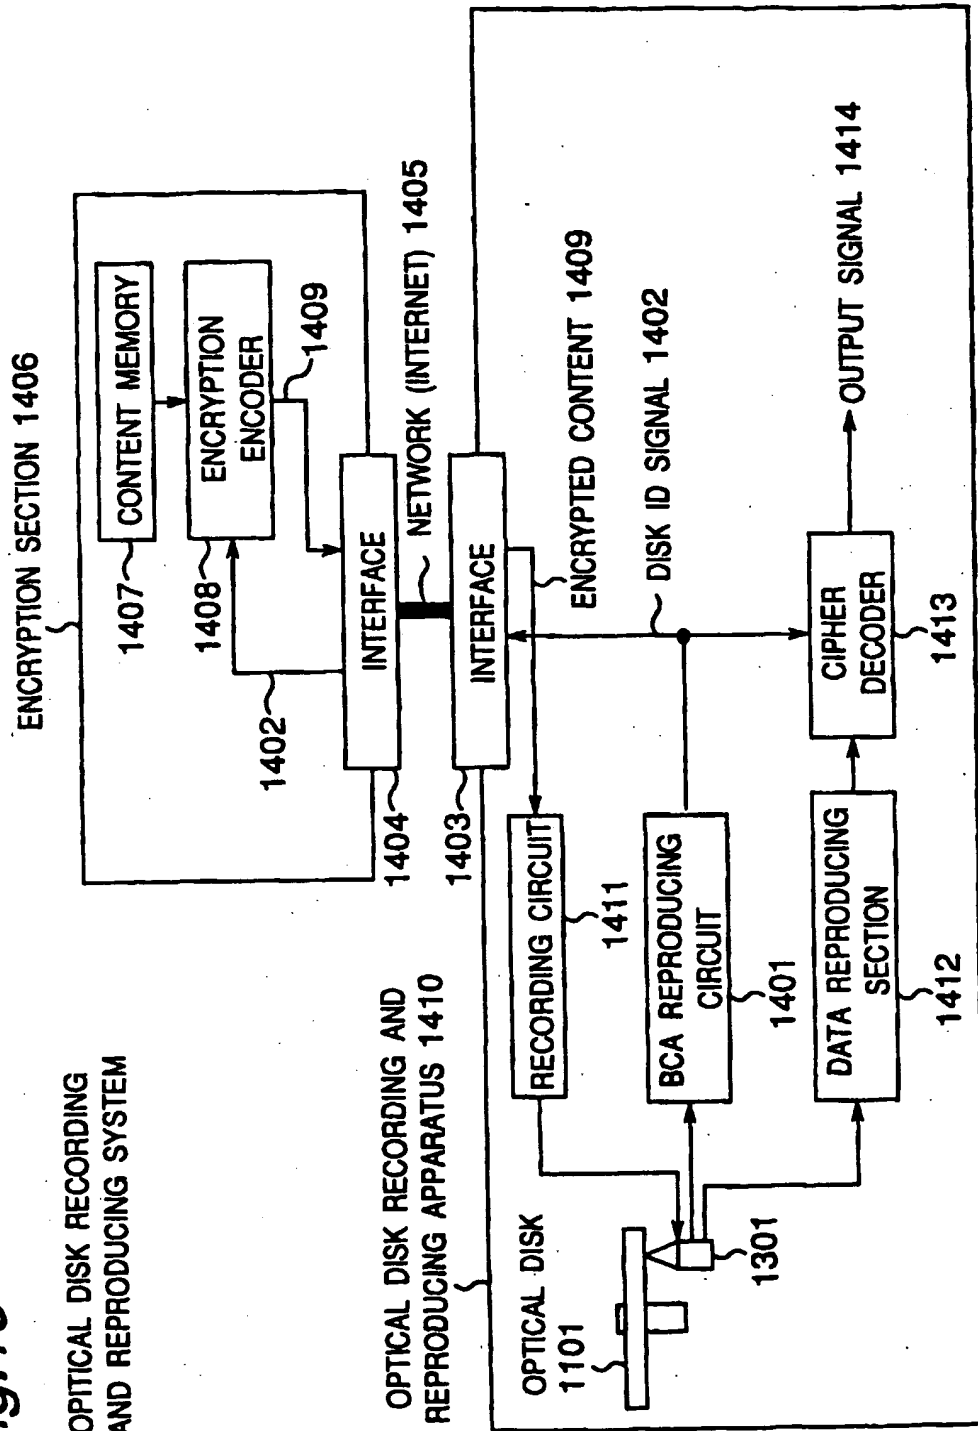 OPITICAL DISK RECORDING
AND REPRODUCING SYSTEM
ENCRYPTION SECTION 1406
1407
CONTENT MEMORY
1408
ENCRYPTION
ENCODER
1409
1402
1404
INTERFACE
NETWORK (INTERNET) 1405
1403
INTERFACE
OPTICAL DISK RECORDING AND
REPRODUCING APPARATUS 1410
ENCRYPTED CONTENT 1409
RECORDING CIRCUIT
1411
DISK ID SIGNAL 1402
OPTICAL DISK
1101
1301
BCA REPRODUCING
CIRCUIT
1401
DATA REPRODUCING
SECTION
1412
CIPHER
DECODER
1413
OUTPUT SIGNAL 1414